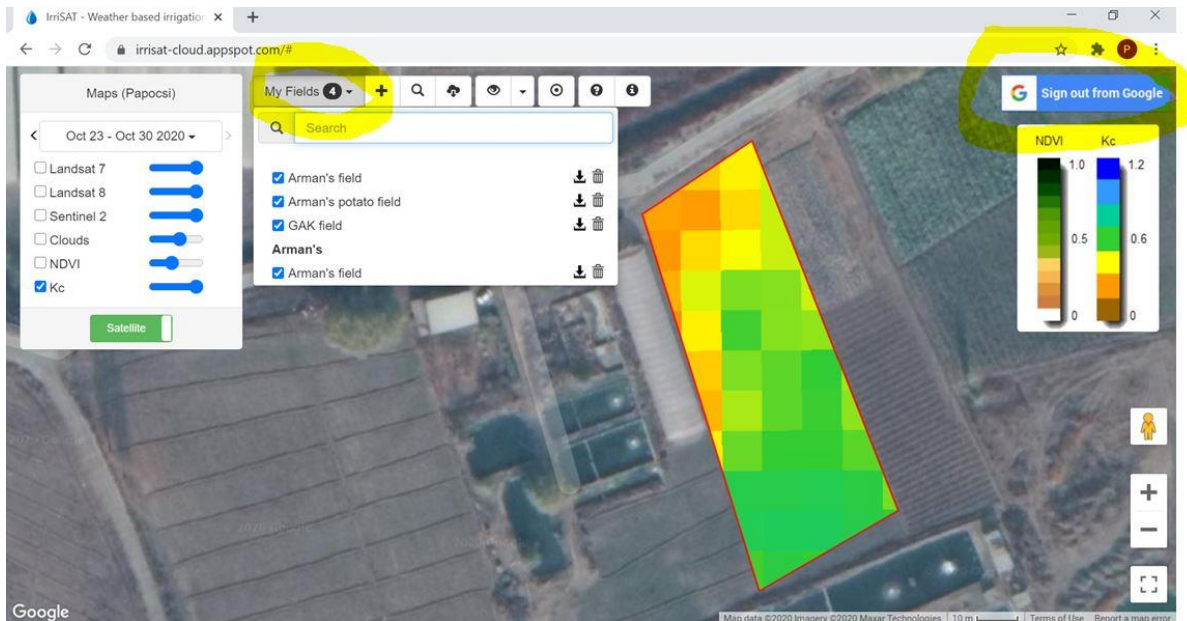 IrriSAT - Weather based irrigatio
irrisat-cloud.appspot.com/#
P
Maps (Papocsi)
Oct 23 - Oct 30 2020
Landsat 7
Landsat 8
Sentinel 2
Clouds
NDVI
Kc
Satellite
My Fields 4
Search
Arman's field
Arman's potato field
GAK field
Arman's
Arman's field
Sign out from Google
NDVI Kc
1.0 1.2
0.5 0.6
0 0
Google
Map data ©2020 Imagery ©2020 Maxar Technologies 10 m Terms of Use Report a map error